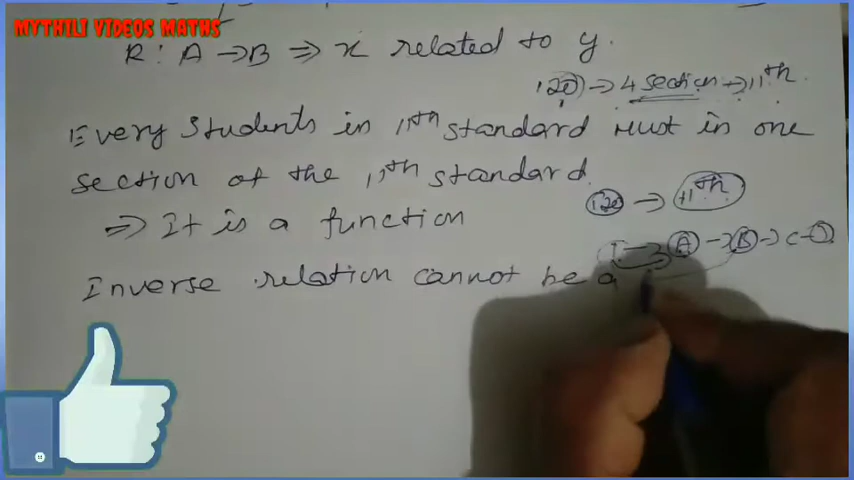 MYTHILI VIDEOS MATHS
R : A → B ⇒ x related to y.
120 → 4 section → 11th
Every Students in 11th standard must in one
section of the 11th standard.
120 → 11th
⇒ It is a function
I → A → B → C - D
Inverse relation cannot be a